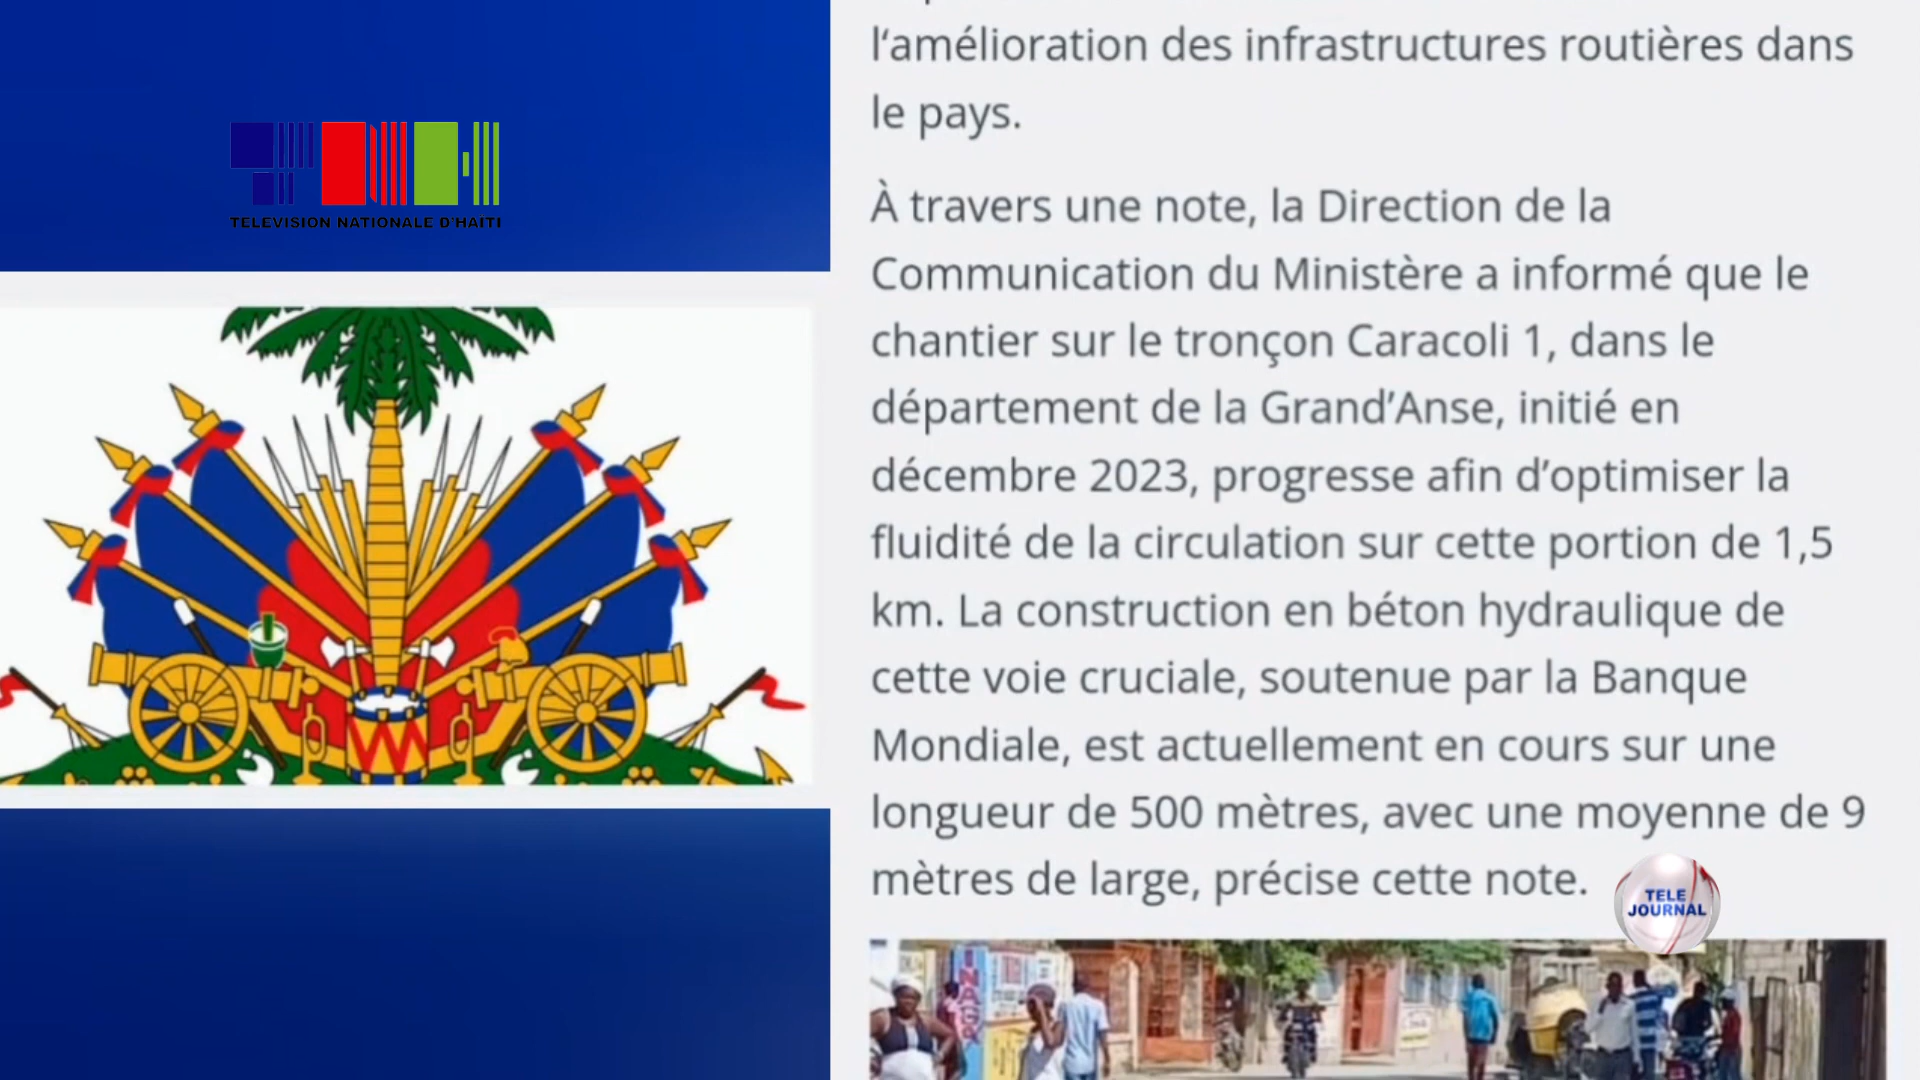 TELEVISION NATIONALE D'HAITI
l‘amélioration des infrastructures routières dans
le pays.
À travers une note, la Direction de la
Communication du Ministère a informé que le
chantier sur le tronçon Caracoli 1, dans le
département de la Grand’Anse, initié en
décembre 2023, progresse afin d’optimiser la
fluidité de la circulation sur cette portion de 1,5
km. La construction en béton hydraulique de
cette voie cruciale, soutenue par la Banque
Mondiale, est actuellement en cours sur une
longueur de 500 mètres, avec une moyenne de 9
mètres de large, précise cette note.
TELE
JOURNAL